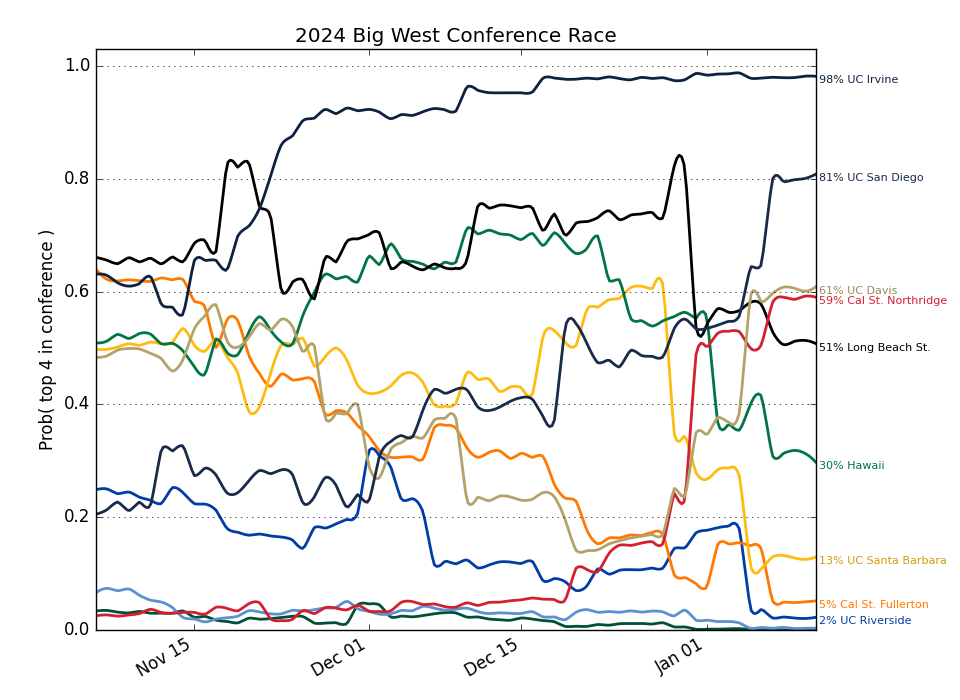 2024 Big West Conference Race
Prob( top 4 in conference )
1.0
0.8
0.6
0.4
0.2
0.0
Nov 15
Dec 01
Dec 15
Jan 01
98% UC Irvine
81% UC San Diego
61% UC Davis
59% Cal St. Northridge
51% Long Beach St.
30% Hawaii
13% UC Santa Barbara
5% Cal St. Fullerton
2% UC Riverside